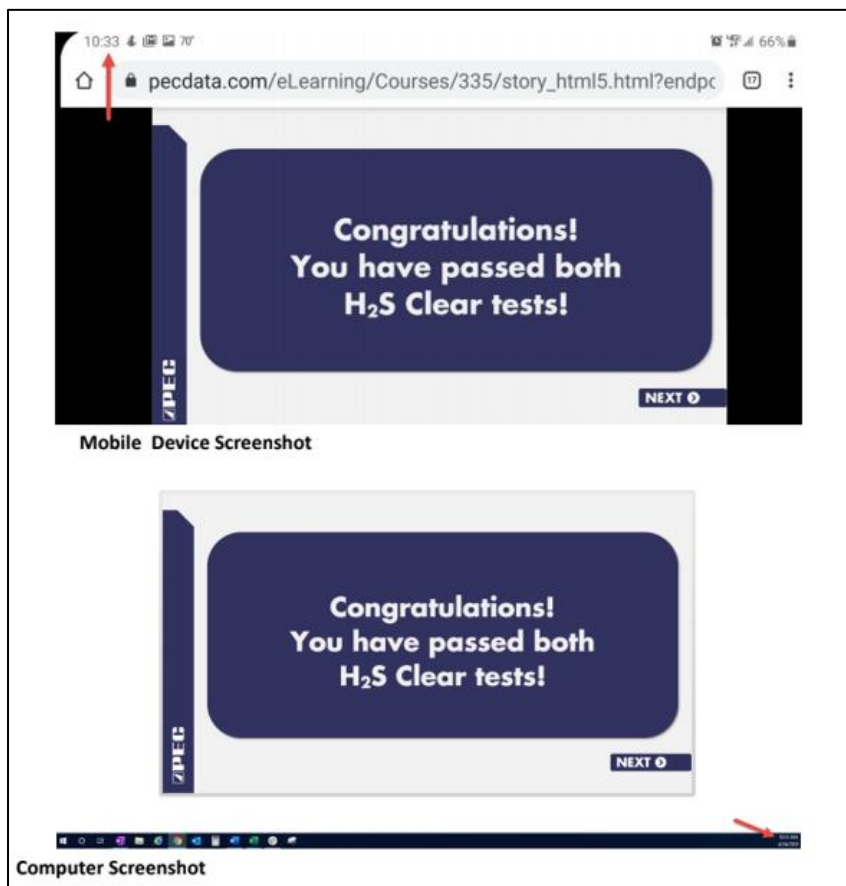 10:33 70° 66%
pecdata.com/eLearning/Courses/335/story_html5.html?endpc 17
Congratulations!
You have passed both
H₂S Clear tests!
PEC
NEXT
Mobile Device Screenshot
Congratulations!
You have passed both
H₂S Clear tests!
PEC
NEXT
Computer Screenshot